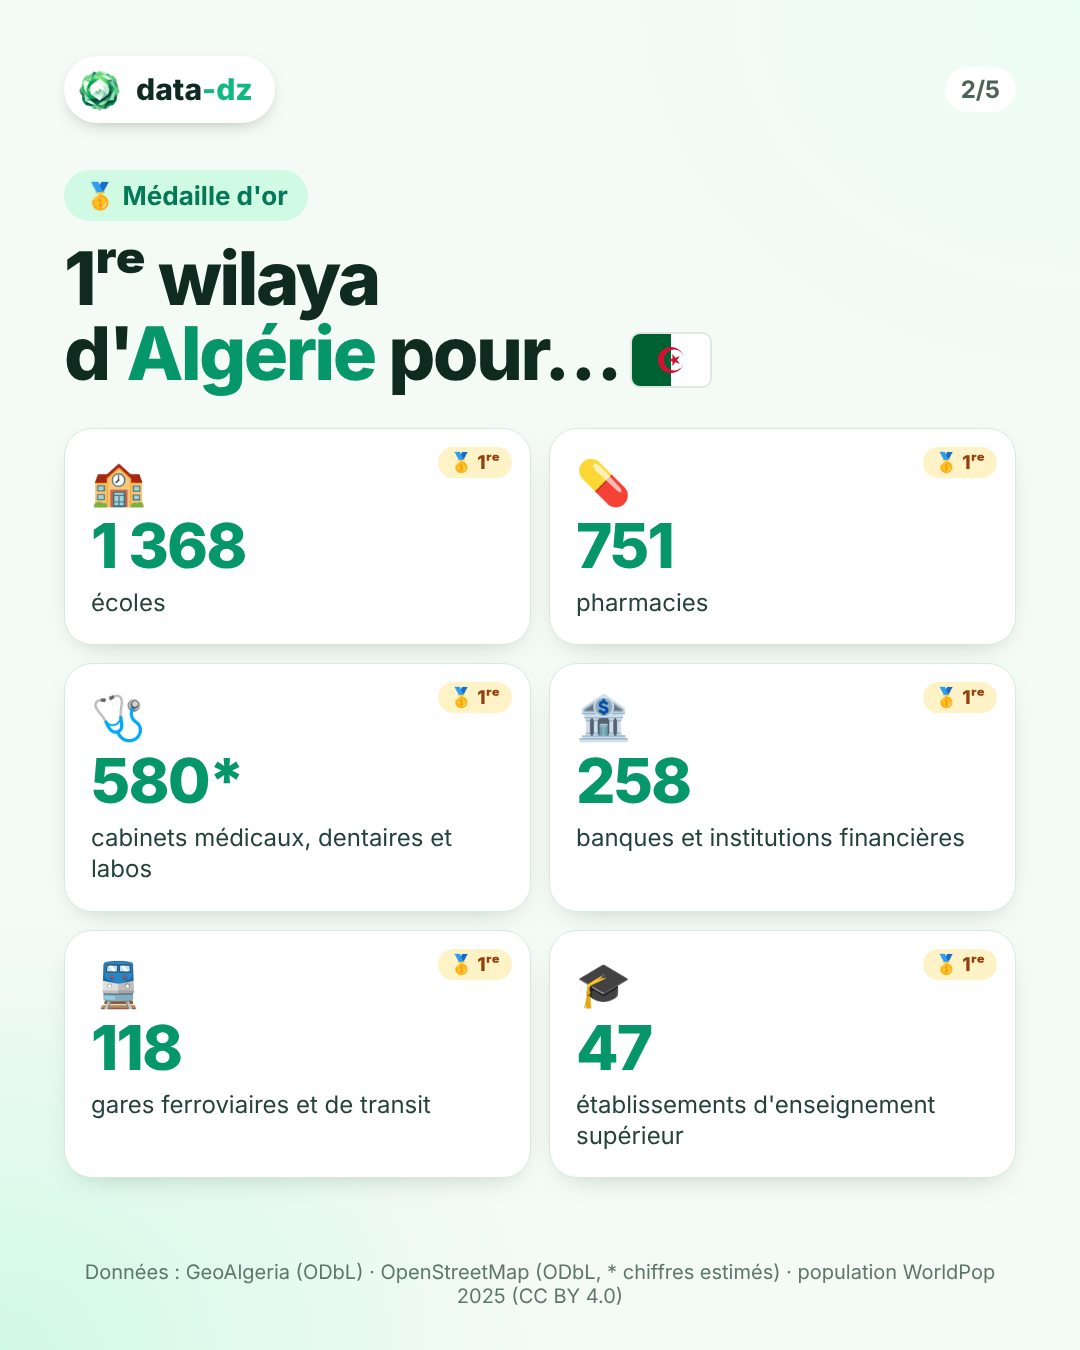 data-dz
2/5
🥇 Médaille d'or
1ʳᵉ wilaya
d'Algérie pour…
🥇 1ʳᵉ
1 368
écoles
🥇 1ʳᵉ
751
pharmacies
🥇 1ʳᵉ
580*
cabinets médicaux, dentaires et
labos
🥇 1ʳᵉ
258
banques et institutions financières
🥇 1ʳᵉ
118
gares ferroviaires et de transit
🥇 1ʳᵉ
47
établissements d'enseignement
supérieur
Données : GeoAlgeria (ODbL) · OpenStreetMap (ODbL, * chiffres estimés) · population WorldPop
2025 (CC BY 4.0)